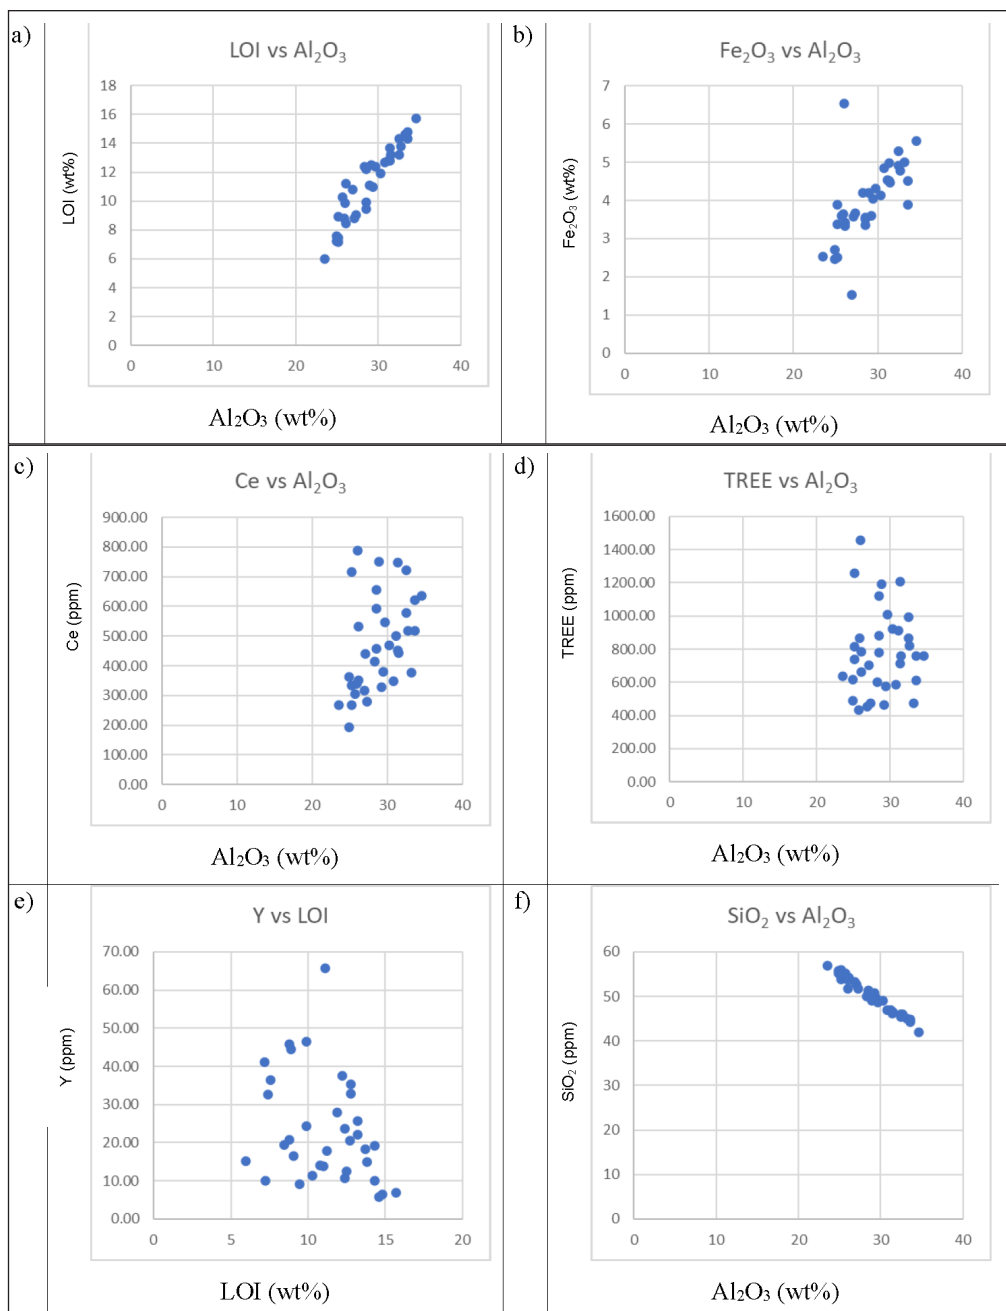 a)
LOI vs Al₂O₃
18
16
14
12
10
8
6
4
2
0
LOI (wt%)
0 10 20 30 40
Al₂O₃ (wt%)
b)
Fe₂O₃ vs Al₂O₃
7
6
5
4
3
2
1
0
Fe₂O₃ (wt%)
0 10 20 30 40
Al₂O₃ (wt%)
c)
Ce vs Al₂O₃
900.00
800.00
700.00
600.00
500.00
400.00
300.00
200.00
100.00
0.00
Ce (ppm)
0 10 20 30 40
Al₂O₃ (wt%)
d)
TREE vs Al₂O₃
1600.00
1400.00
1200.00
1000.00
800.00
600.00
400.00
200.00
0.00
TREE (ppm)
0 10 20 30 40
Al₂O₃ (wt%)
e)
Y vs LOI
70.00
60.00
50.00
40.00
30.00
20.00
10.00
0.00
Y (ppm)
0 5 10 15 20
LOI (wt%)
f)
SiO₂ vs Al₂O₃
60
50
40
30
20
10
0
SiO₂ (ppm)
0 10 20 30 40
Al₂O₃ (wt%)